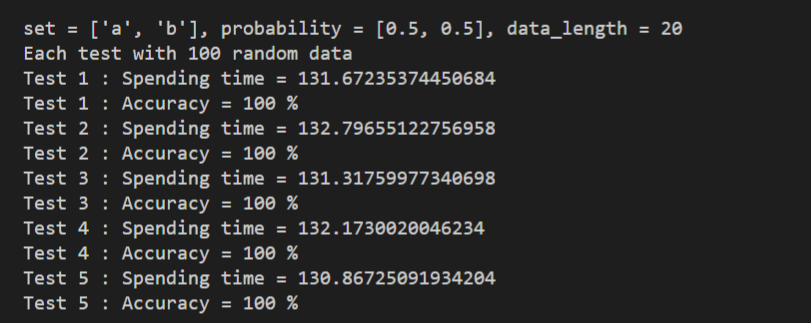 set = ['a', 'b'], probability = [0.5, 0.5], data_length = 20
Each test with 100 random data
Test 1 : Spending time = 131.67235374450684
Test 1 : Accuracy = 100 %
Test 2 : Spending time = 132.79655122756958
Test 2 : Accuracy = 100 %
Test 3 : Spending time = 131.31759977340698
Test 3 : Accuracy = 100 %
Test 4 : Spending time = 132.1730020046234
Test 4 : Accuracy = 100 %
Test 5 : Spending time = 130.86725091934204
Test 5 : Accuracy = 100 %